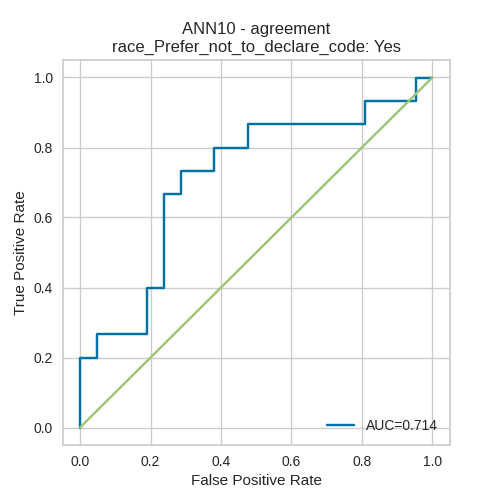 ANN10 - agreement
race_Prefer_not_to_declare_code: Yes
1.0
0.8
0.6
0.4
0.2
0.0
True Positive Rate
AUC=0.714
0.0 0.2 0.4 0.6 0.8 1.0
False Positive Rate